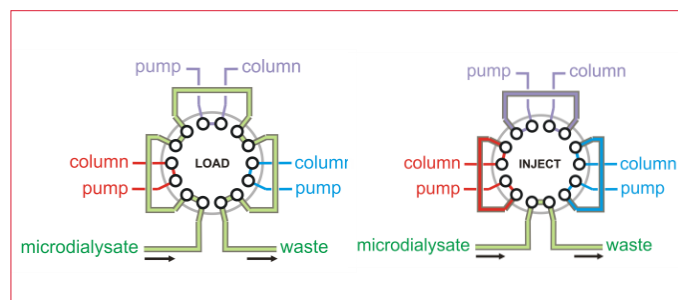 pump column
column LOAD column
pump pump
microdialysate waste
pump column
column INJECT column
pump pump
microdialysate waste